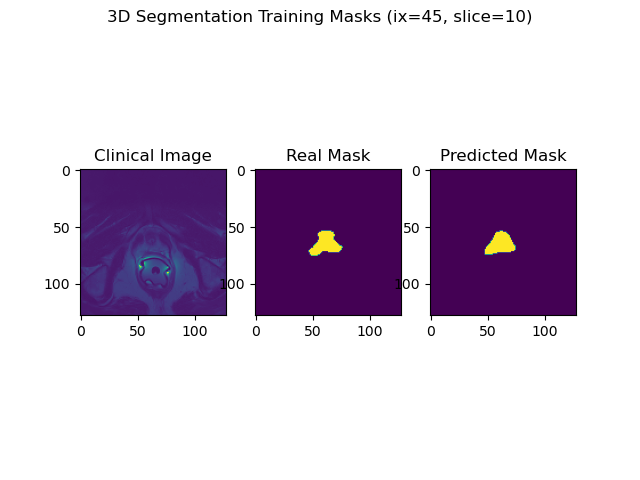 3D Segmentation Training Masks (ix=45, slice=10)
Clinical Image Real Mask Predicted Mask
0 0 0
50 50 50
100 100 100
0 100 0 50 100 0 50 100